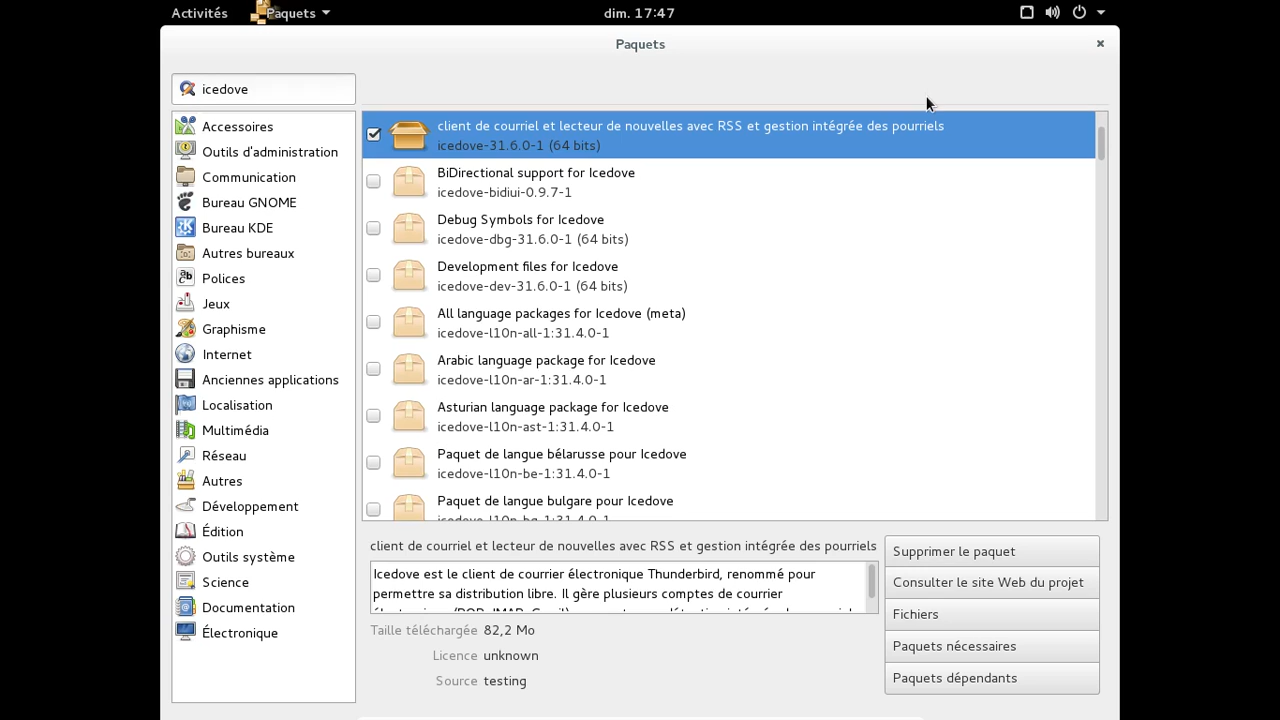 Activités
Paquets
dim. 17:47
Paquets
icedove
Accessoires
Outils d'administration
Communication
Bureau GNOME
Bureau KDE
Autres bureaux
Polices
Jeux
Graphisme
Internet
Anciennes applications
Localisation
Multimédia
Réseau
Autres
Développement
Édition
Outils système
Science
Documentation
Électronique
client de courriel et lecteur de nouvelles avec RSS et gestion intégrée des pourriels
icedove-31.6.0-1 (64 bits)
BiDirectional support for Icedove
icedove-bidiui-0.9.7-1
Debug Symbols for Icedove
icedove-dbg-31.6.0-1 (64 bits)
Development files for Icedove
icedove-dev-31.6.0-1 (64 bits)
All language packages for Icedove (meta)
icedove-l10n-all-1:31.4.0-1
Arabic language package for Icedove
icedove-l10n-ar-1:31.4.0-1
Asturian language package for Icedove
icedove-l10n-ast-1:31.4.0-1
Paquet de langue bélarusse pour Icedove
icedove-l10n-be-1:31.4.0-1
Paquet de langue bulgare pour Icedove
icedove-l10n-bg-1:31.4.0-1
client de courriel et lecteur de nouvelles avec RSS et gestion intégrée des pourriels
Icedove est le client de courrier électronique Thunderbird, renommé pour
permettre sa distribution libre. Il gère plusieurs comptes de courrier
Taille téléchargée 82,2 Mo
Licence unknown
Source testing
Supprimer le paquet
Consulter le site Web du projet
Fichiers
Paquets nécessaires
Paquets dépendants